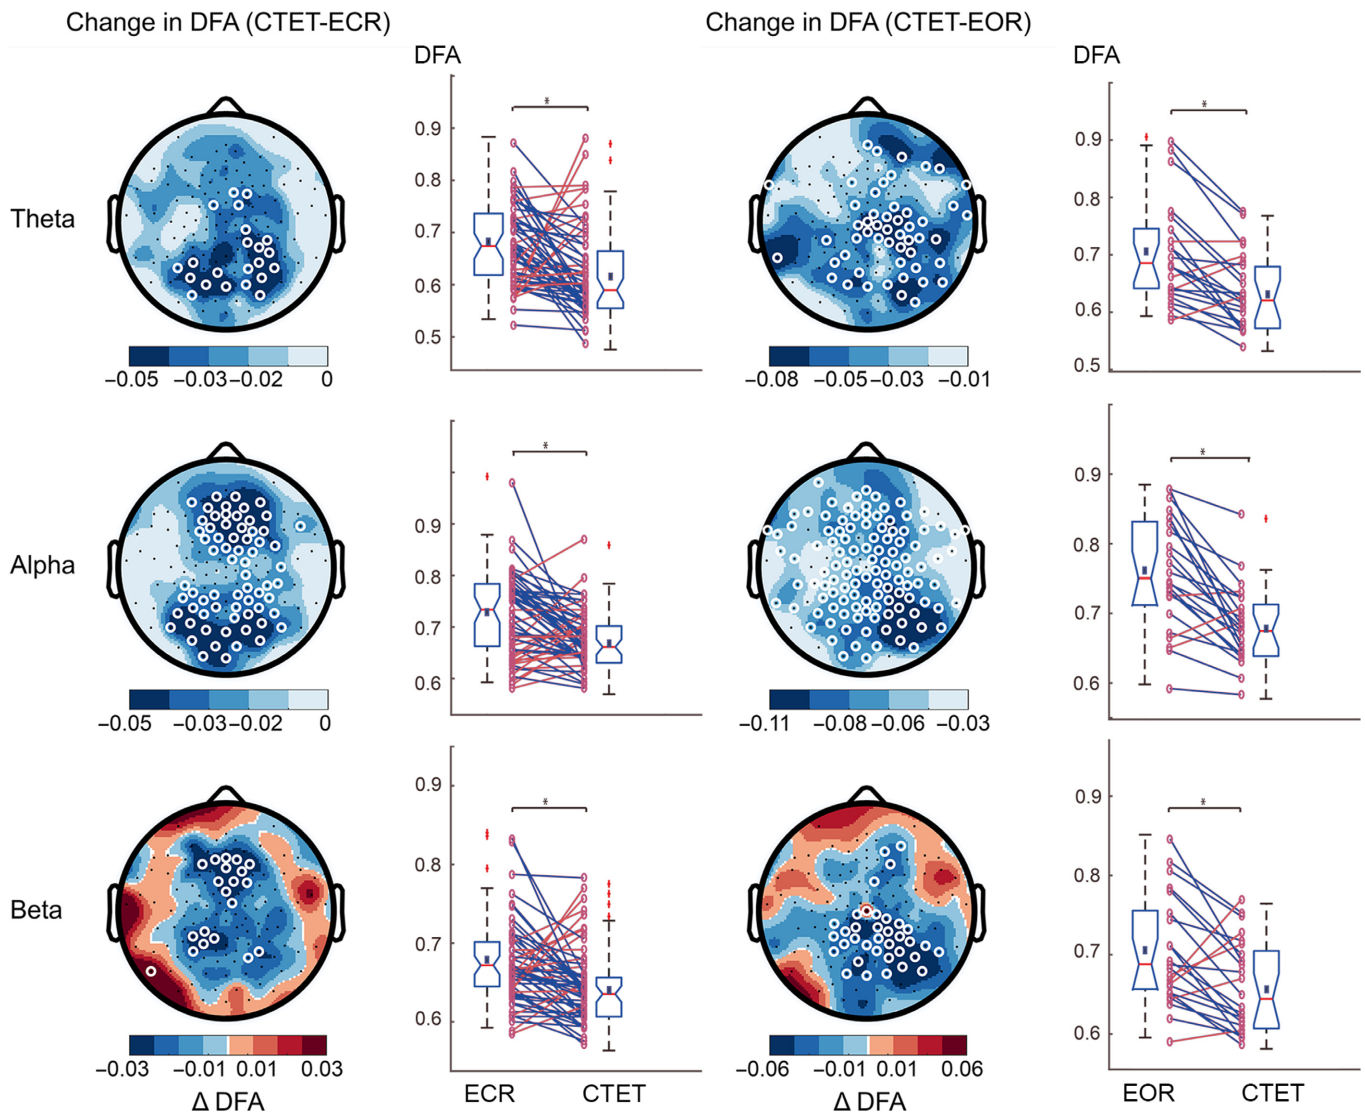 Change in DFA (CTET-ECR)
Change in DFA (CTET-EOR)
DFA
DFA
Theta
*
0.9
0.8
0.7
0.6
0.5
*
0.9
0.8
0.7
0.6
0.5
−0.05 −0.03 −0.02 0
−0.08 −0.05 −0.03 −0.01
Alpha
*
0.9
0.8
0.7
0.6
*
0.9
0.8
0.7
0.6
−0.05 −0.03 −0.02 0
−0.11 −0.08 −0.06 −0.03
Beta
*
0.9
0.8
0.7
0.6
*
0.9
0.8
0.7
0.6
−0.03 −0.01 0.01 0.03
−0.06 −0.01 0.01 0.06
Δ DFA
ECR CTET
Δ DFA
EOR CTET